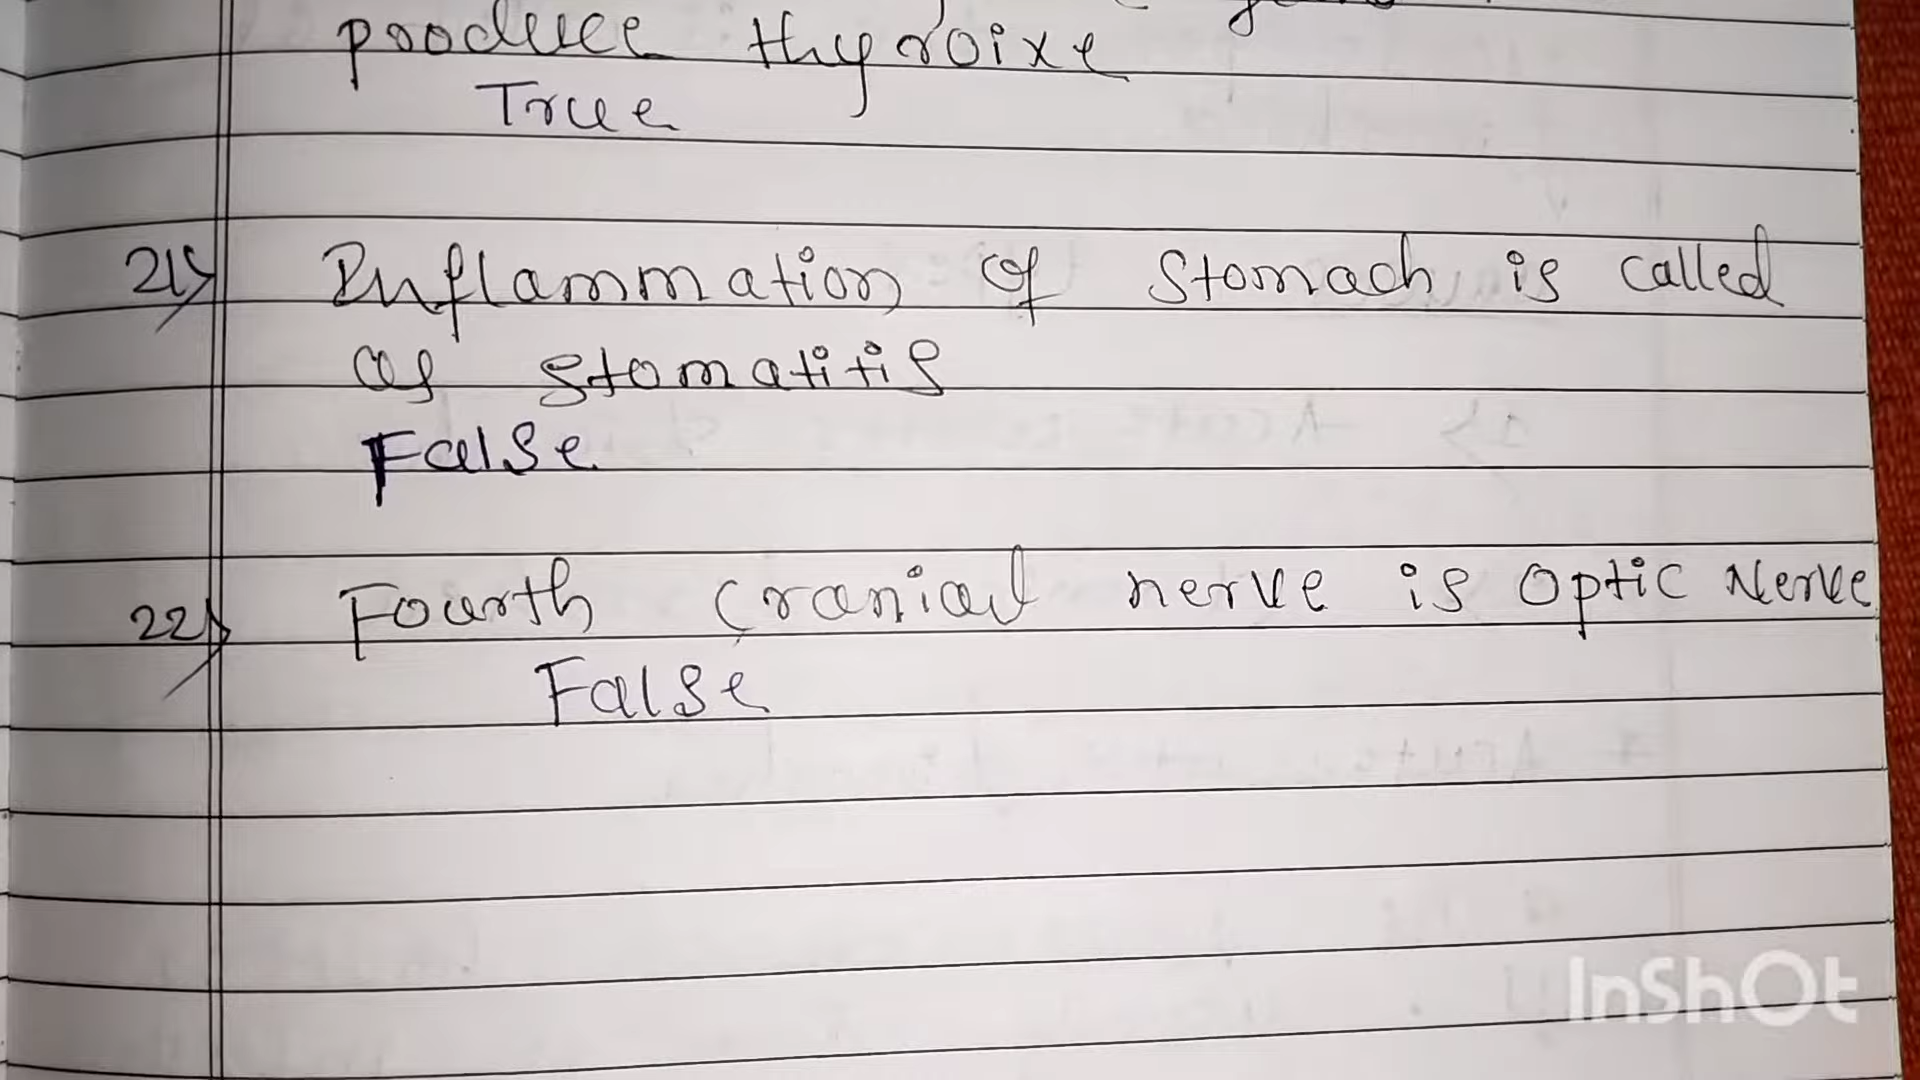 produce thyroixe
True
21) Inflammation of Stomach is called
as stomatitis
False
22) Fourth Cranial nerve is Optic Nerve
False
InShOt